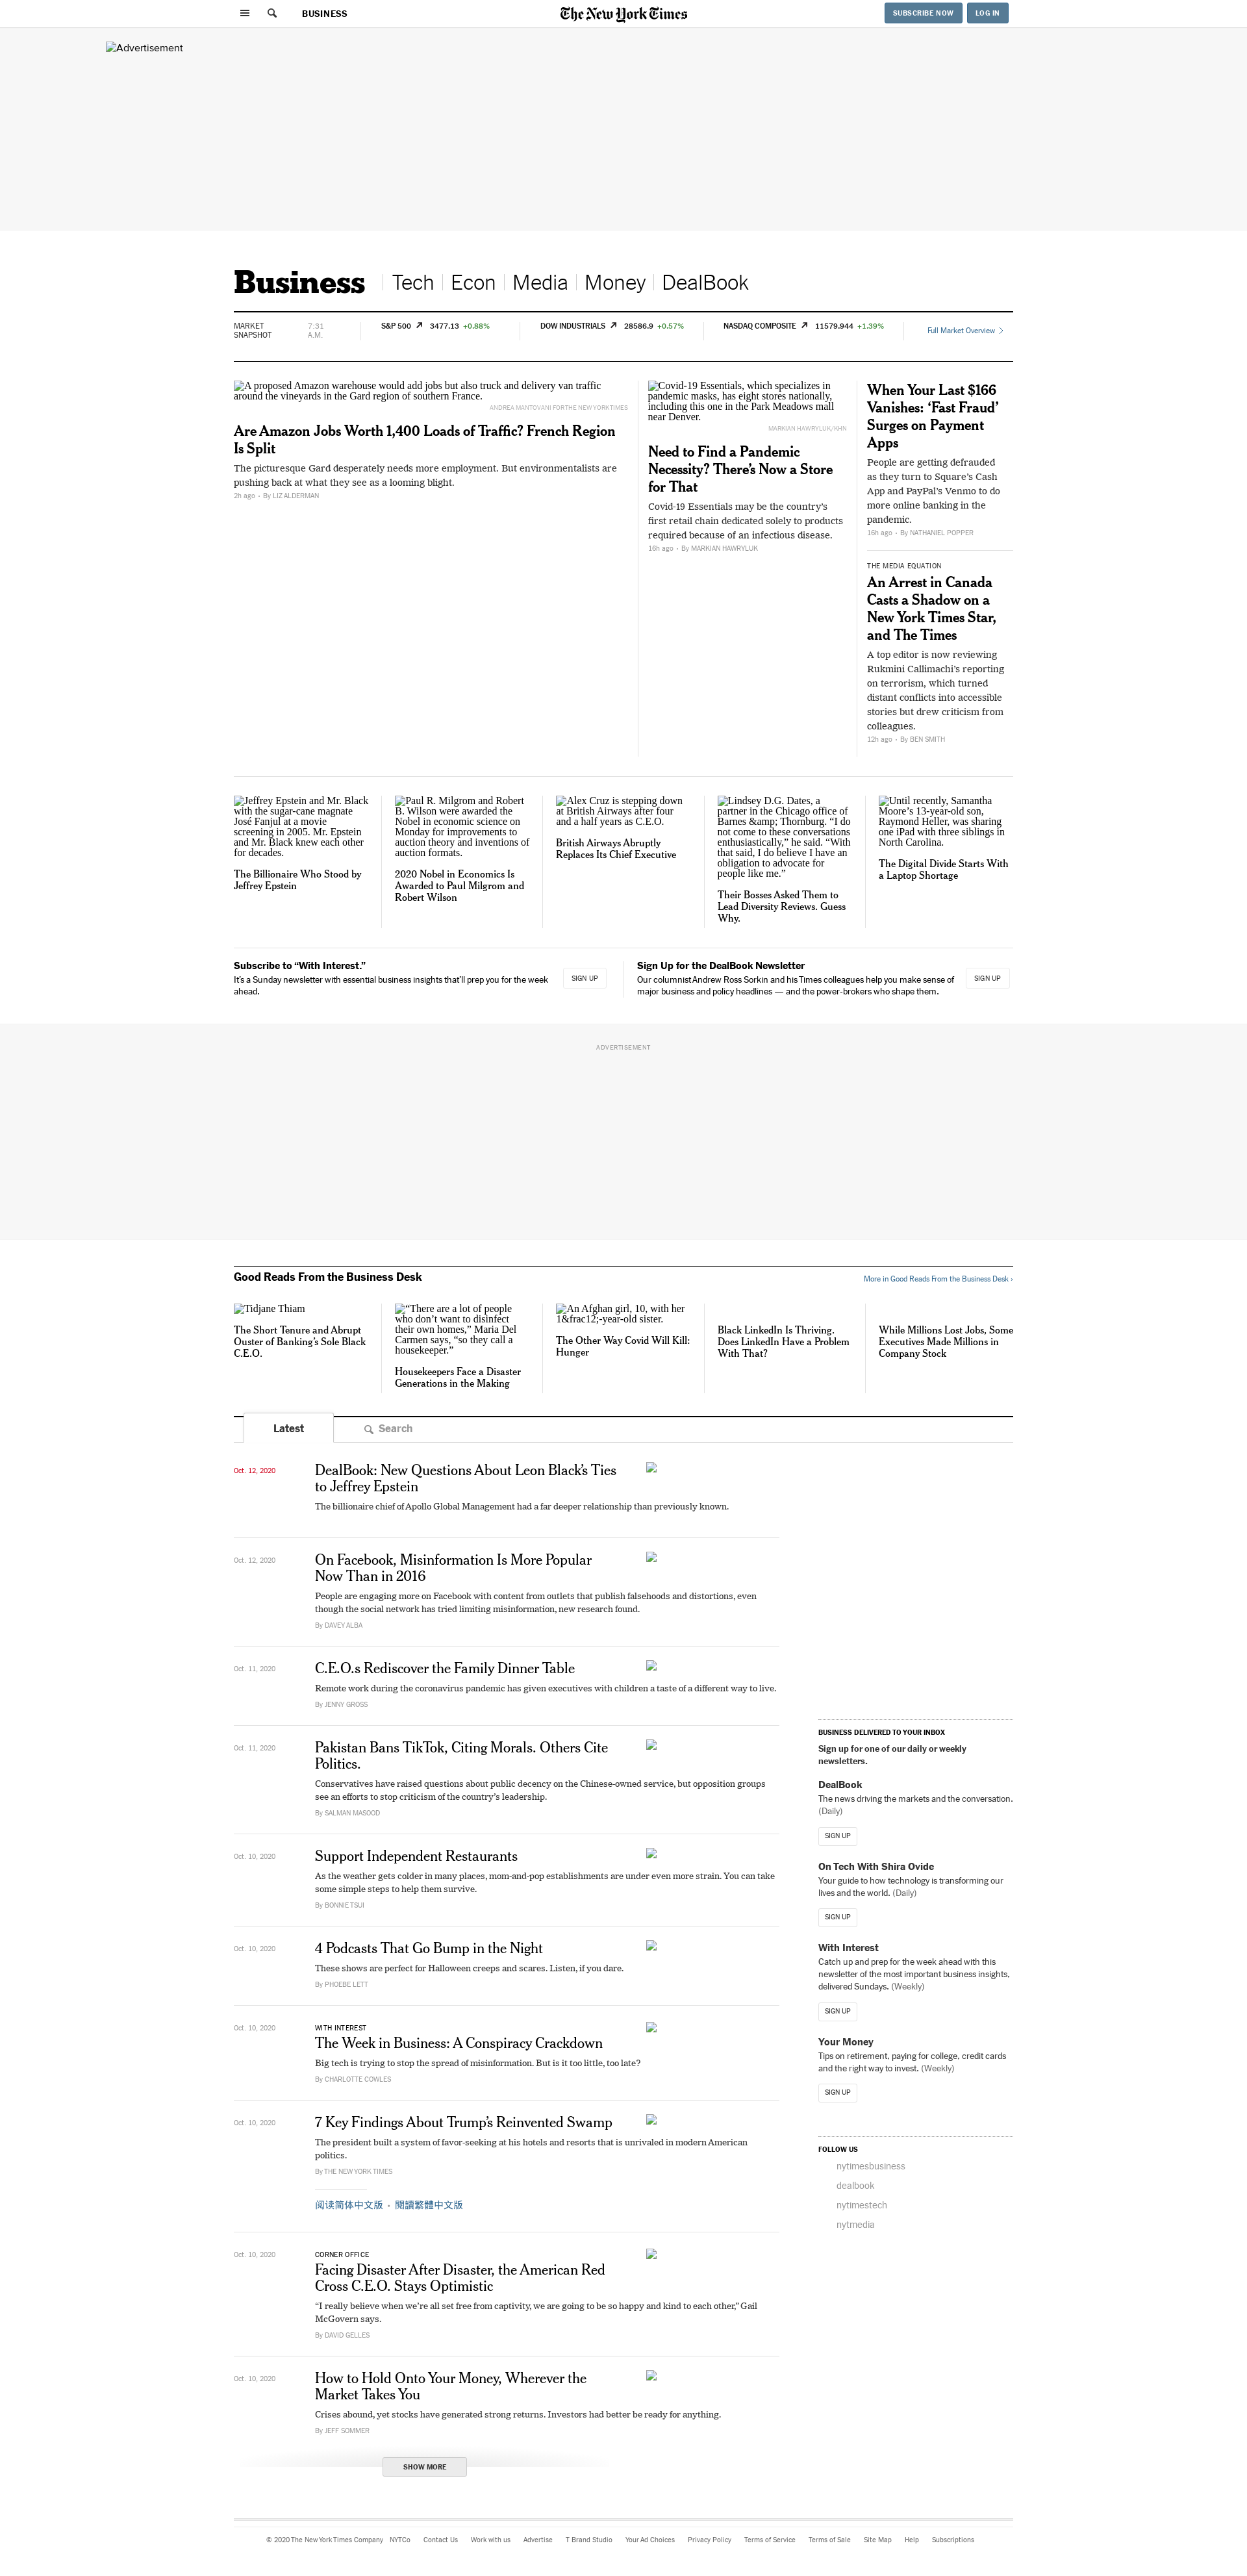 BUSINESS
The New York Times
SUBSCRIBE NOW
LOG IN
Advertisement
Business
Tech
Econ
Media
Money
DealBook
MARKET
SNAPSHOT
7:31
A.M.
S&P 500 3477.13 +0.88%
DOW INDUSTRIALS 28586.9 +0.57%
NASDAQ COMPOSITE 11579.944 +1.39%
Full Market Overview
A proposed Amazon warehouse would add jobs but also truck and delivery van traffic
around the vineyards in the Gard region of southern France.
ANDREA MANTOVANI FOR THE NEW YORK TIMES
Are Amazon Jobs Worth 1,400 Loads of Traffic? French Region
Is Split
The picturesque Gard desperately needs more employment. But environmentalists are
pushing back at what they see as a looming blight.
2h ago • By LIZ ALDERMAN
Covid-19 Essentials, which specializes in
pandemic masks, has eight stores nationally,
including this one in the Park Meadows mall
near Denver.
MARKIAN HAWRYLUK/KHN
Need to Find a Pandemic
Necessity? There’s Now a Store
for That
Covid-19 Essentials may be the country’s
first retail chain dedicated solely to products
required because of an infectious disease.
16h ago • By MARKIAN HAWRYLUK
When Your Last $166
Vanishes: ‘Fast Fraud’
Surges on Payment
Apps
People are getting defrauded
as they turn to Square’s Cash
App and PayPal’s Venmo to do
more online banking in the
pandemic.
16h ago • By NATHANIEL POPPER
THE MEDIA EQUATION
An Arrest in Canada
Casts a Shadow on a
New York Times Star,
and The Times
A top editor is now reviewing
Rukmini Callimachi’s reporting
on terrorism, which turned
distant conflicts into accessible
stories but drew criticism from
colleagues.
12h ago • By BEN SMITH
Jeffrey Epstein and Mr. Black
with the sugar-cane magnate
José Fanjul at a movie
screening in 2005. Mr. Epstein
and Mr. Black knew each other
for decades.
The Billionaire Who Stood by
Jeffrey Epstein
Paul R. Milgrom and Robert
B. Wilson were awarded the
Nobel in economic science on
Monday for improvements to
auction theory and inventions of
auction formats.
2020 Nobel in Economics Is
Awarded to Paul Milgrom and
Robert Wilson
Alex Cruz is stepping down
at British Airways after four
and a half years as C.E.O.
British Airways Abruptly
Replaces Its Chief Executive
Lindsey D.G. Dates, a
partner in the Chicago office of
Barnes &amp; Thornburg. “I do
not come to these conversations
enthusiastically,” he said. “With
that said, I do believe I have an
obligation to advocate for
people like me.”
Their Bosses Asked Them to
Lead Diversity Reviews. Guess
Why.
Until recently, Samantha
Moore’s 13-year-old son,
Raymond Heller, was sharing
one iPad with three siblings in
North Carolina.
The Digital Divide Starts With
a Laptop Shortage
Subscribe to “With Interest.”
It’s a Sunday newsletter with essential business insights that’ll prep you for the week
ahead.
SIGN UP
Sign Up for the DealBook Newsletter
Our columnist Andrew Ross Sorkin and his Times colleagues help you make sense of
major business and policy headlines — and the power-brokers who shape them.
SIGN UP
ADVERTISEMENT
Good Reads From the Business Desk
More in Good Reads From the Business Desk ›
Tidjane Thiam
The Short Tenure and Abrupt
Ouster of Banking’s Sole Black
C.E.O.
“There are a lot of people
who don’t want to disinfect
their own homes,” Maria Del
Carmen says, “so they call a
housekeeper.”
Housekeepers Face a Disaster
Generations in the Making
An Afghan girl, 10, with her
1&frac12;-year-old sister.
The Other Way Covid Will Kill:
Hunger
Black LinkedIn Is Thriving.
Does LinkedIn Have a Problem
With That?
While Millions Lost Jobs, Some
Executives Made Millions in
Company Stock
Latest
Search
Oct. 12, 2020
DealBook: New Questions About Leon Black’s Ties
to Jeffrey Epstein
The billionaire chief of Apollo Global Management had a far deeper relationship than previously known.
Oct. 12, 2020
On Facebook, Misinformation Is More Popular
Now Than in 2016
People are engaging more on Facebook with content from outlets that publish falsehoods and distortions, even
though the social network has tried limiting misinformation, new research found.
By DAVEY ALBA
Oct. 11, 2020
C.E.O.s Rediscover the Family Dinner Table
Remote work during the coronavirus pandemic has given executives with children a taste of a different way to live.
By JENNY GROSS
Oct. 11, 2020
Pakistan Bans TikTok, Citing Morals. Others Cite
Politics.
Conservatives have raised questions about public decency on the Chinese-owned service, but opposition groups
see an efforts to stop criticism of the country’s leadership.
By SALMAN MASOOD
Oct. 10, 2020
Support Independent Restaurants
As the weather gets colder in many places, mom-and-pop establishments are under even more strain. You can take
some simple steps to help them survive.
By BONNIE TSUI
Oct. 10, 2020
4 Podcasts That Go Bump in the Night
These shows are perfect for Halloween creeps and scares. Listen, if you dare.
By PHOEBE LETT
Oct. 10, 2020
WITH INTEREST
The Week in Business: A Conspiracy Crackdown
Big tech is trying to stop the spread of misinformation. But is it too little, too late?
By CHARLOTTE COWLES
Oct. 10, 2020
7 Key Findings About Trump’s Reinvented Swamp
The president built a system of favor-seeking at his hotels and resorts that is unrivaled in modern American
politics.
By THE NEW YORK TIMES
阅读简体中文版 • 閱讀繁體中文版
Oct. 10, 2020
CORNER OFFICE
Facing Disaster After Disaster, the American Red
Cross C.E.O. Stays Optimistic
“I really believe when we’re all set free from captivity, we are going to be so happy and kind to each other,” Gail
McGovern says.
By DAVID GELLES
Oct. 10, 2020
How to Hold Onto Your Money, Wherever the
Market Takes You
Crises abound, yet stocks have generated strong returns. Investors had better be ready for anything.
By JEFF SOMMER
SHOW MORE
BUSINESS DELIVERED TO YOUR INBOX
Sign up for one of our daily or weekly
newsletters.
DealBook
The news driving the markets and the conversation.
(Daily)
SIGN UP
On Tech With Shira Ovide
Your guide to how technology is transforming our
lives and the world. (Daily)
SIGN UP
With Interest
Catch up and prep for the week ahead with this
newsletter of the most important business insights,
delivered Sundays. (Weekly)
SIGN UP
Your Money
Tips on retirement, paying for college, credit cards
and the right way to invest. (Weekly)
SIGN UP
FOLLOW US
nytimesbusiness
dealbook
nytimestech
nytmedia
© 2020 The New York Times Company NYTCo Contact Us Work with us Advertise T Brand Studio Your Ad Choices Privacy Policy Terms of Service Terms of Sale Site Map Help Subscriptions